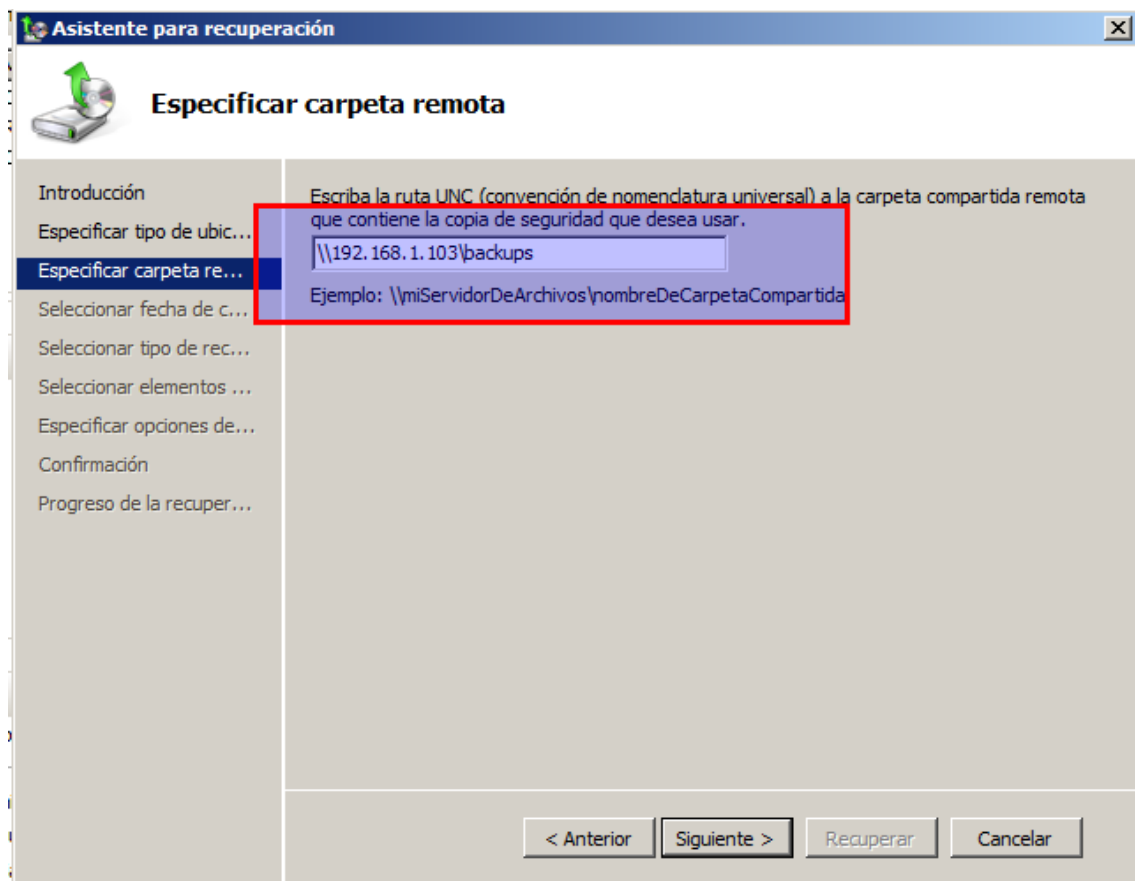 Asistente para recuperación
Especificar carpeta remota
Introducción
Especificar tipo de ubic...
Especificar carpeta re...
Seleccionar fecha de c...
Seleccionar tipo de rec...
Seleccionar elementos ...
Especificar opciones de...
Confirmación
Progreso de la recuper...
Escriba la ruta UNC (convención de nomenclatura universal) a la carpeta compartida remota
que contiene la copia de seguridad que desea usar.
\\192.168.1.103\backups
Ejemplo: \\miServidorDeArchivos\nombreDeCarpetaCompartida
< Anterior
Siguiente >
Recuperar
Cancelar